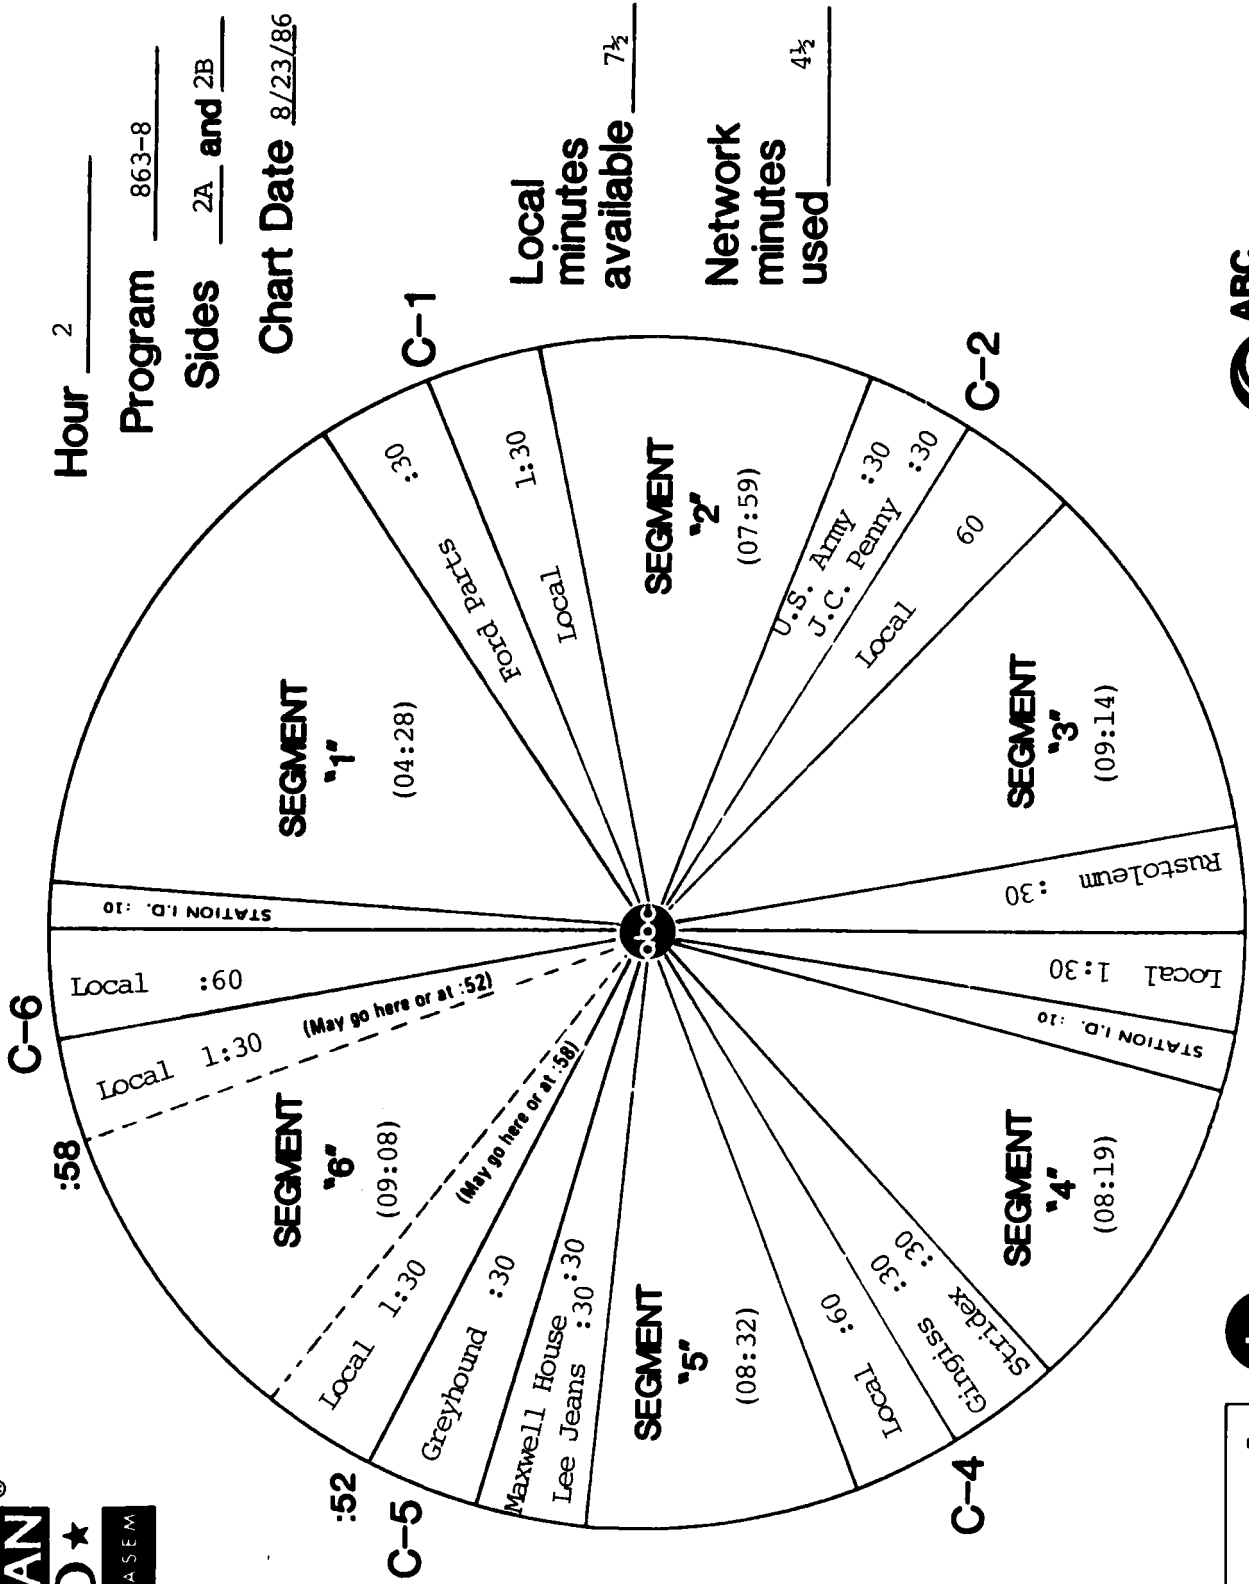 Hour 2
Program 863-8
Sides 2A and 2B
Chart Date 8/23/86
Local
minutes
available 7½
Network
minutes
used 4½
SEGMENT
"1"
(04:28)
Ford Parts :30
C-1
Local 1:30
SEGMENT
"2"
(07:59)
U.S. Army :30
J.C. Penny :30
C-2
Local 60
SEGMENT
"3"
(09:14)
Rustoleum :30
Local 1:30
STATION I.D. :10
SEGMENT
"4"
(08:19)
Stridex :30
Gingiss :30
C-4
Local :60
SEGMENT
"5"
(08:32)
Lee Jeans :30
Maxwell House :30
C-5
Greyhound :30
:52
Local 1:30
(May go here or at :58)
SEGMENT
"6"
(09:08)
:58
(May go here or at :52)
Local 1:30
C-6
Local :60
STATION I.D. :10
abc
ABC
AN
ASEM